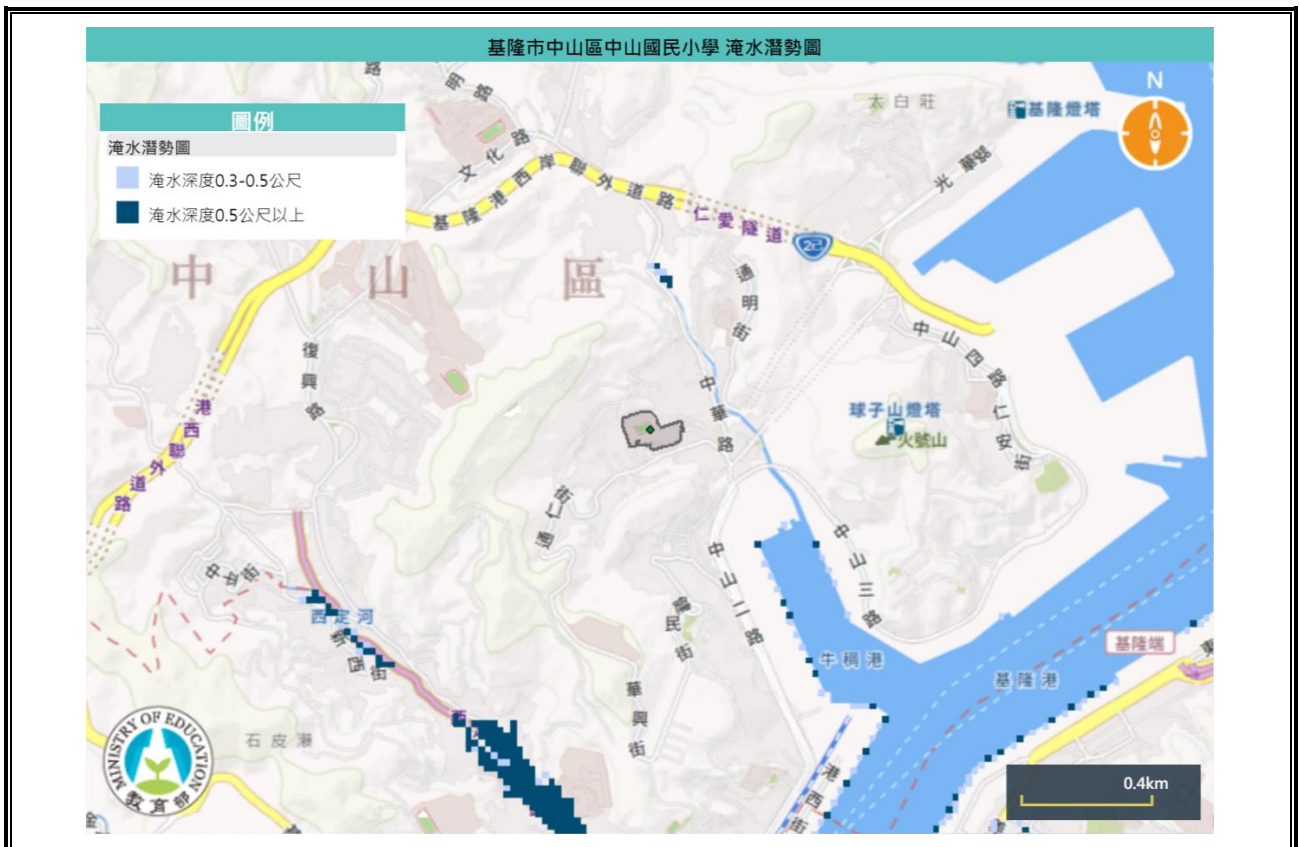 基隆市中山區中山國民小學 淹水潛勢圖
圖例
淹水潛勢圖
淹水深度0.3-0.5公尺
淹水深度0.5公尺以上
N
路
明路
文化路
太白莊
基隆燈塔
光華路
基隆港西岸聯外道路
仁愛隧道
2己
中山區
通明街
復興路
中華路
中山四路
仁安街
球子山燈塔
火號山
港西聯外道路
通仁街
中山二路
中山三路
西定河
健民街
牛稠港
基隆端
東
基隆港
華興街
石皮瀨
西
港西街
MINISTRY OF EDUCATION
教育部
0.4km